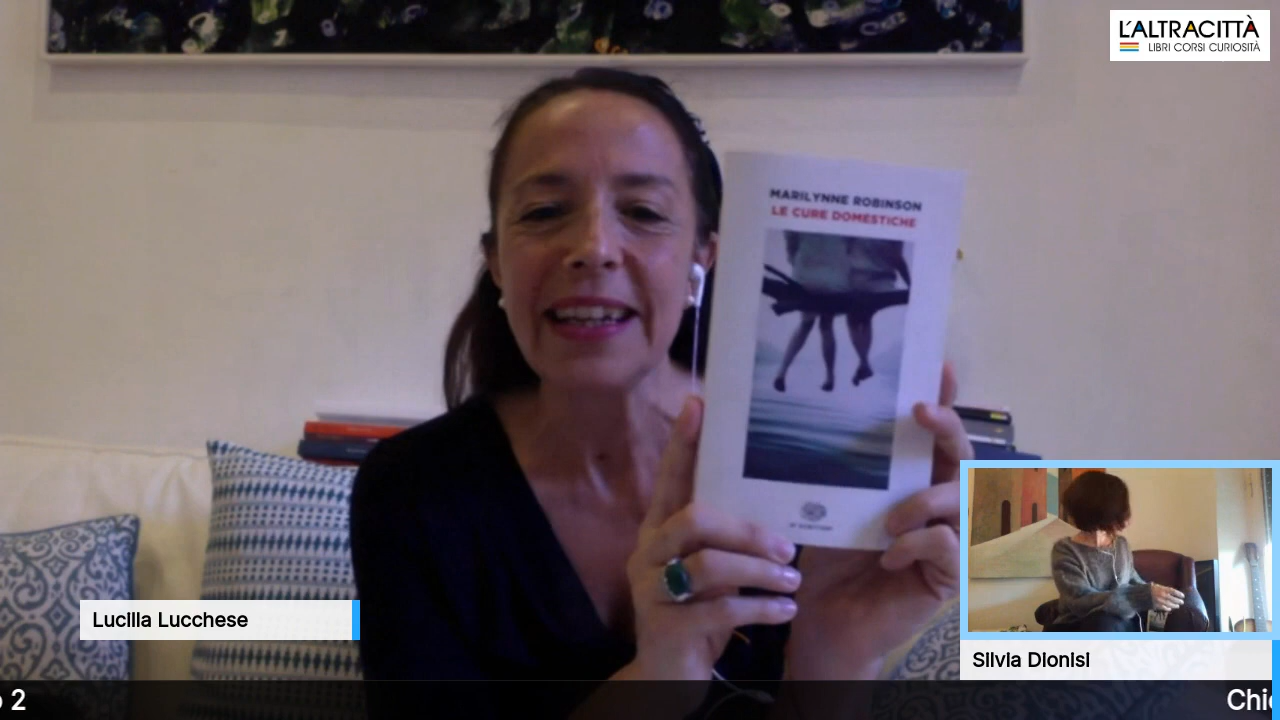 L'ALTRACITTÀ
LIBRI CORSI CURIOSITÀ
MARILYNNE ROBINSON
LE CURE DOMESTICHE
Lucilla Lucchese
Silvia Dionisi
o 2
Chi